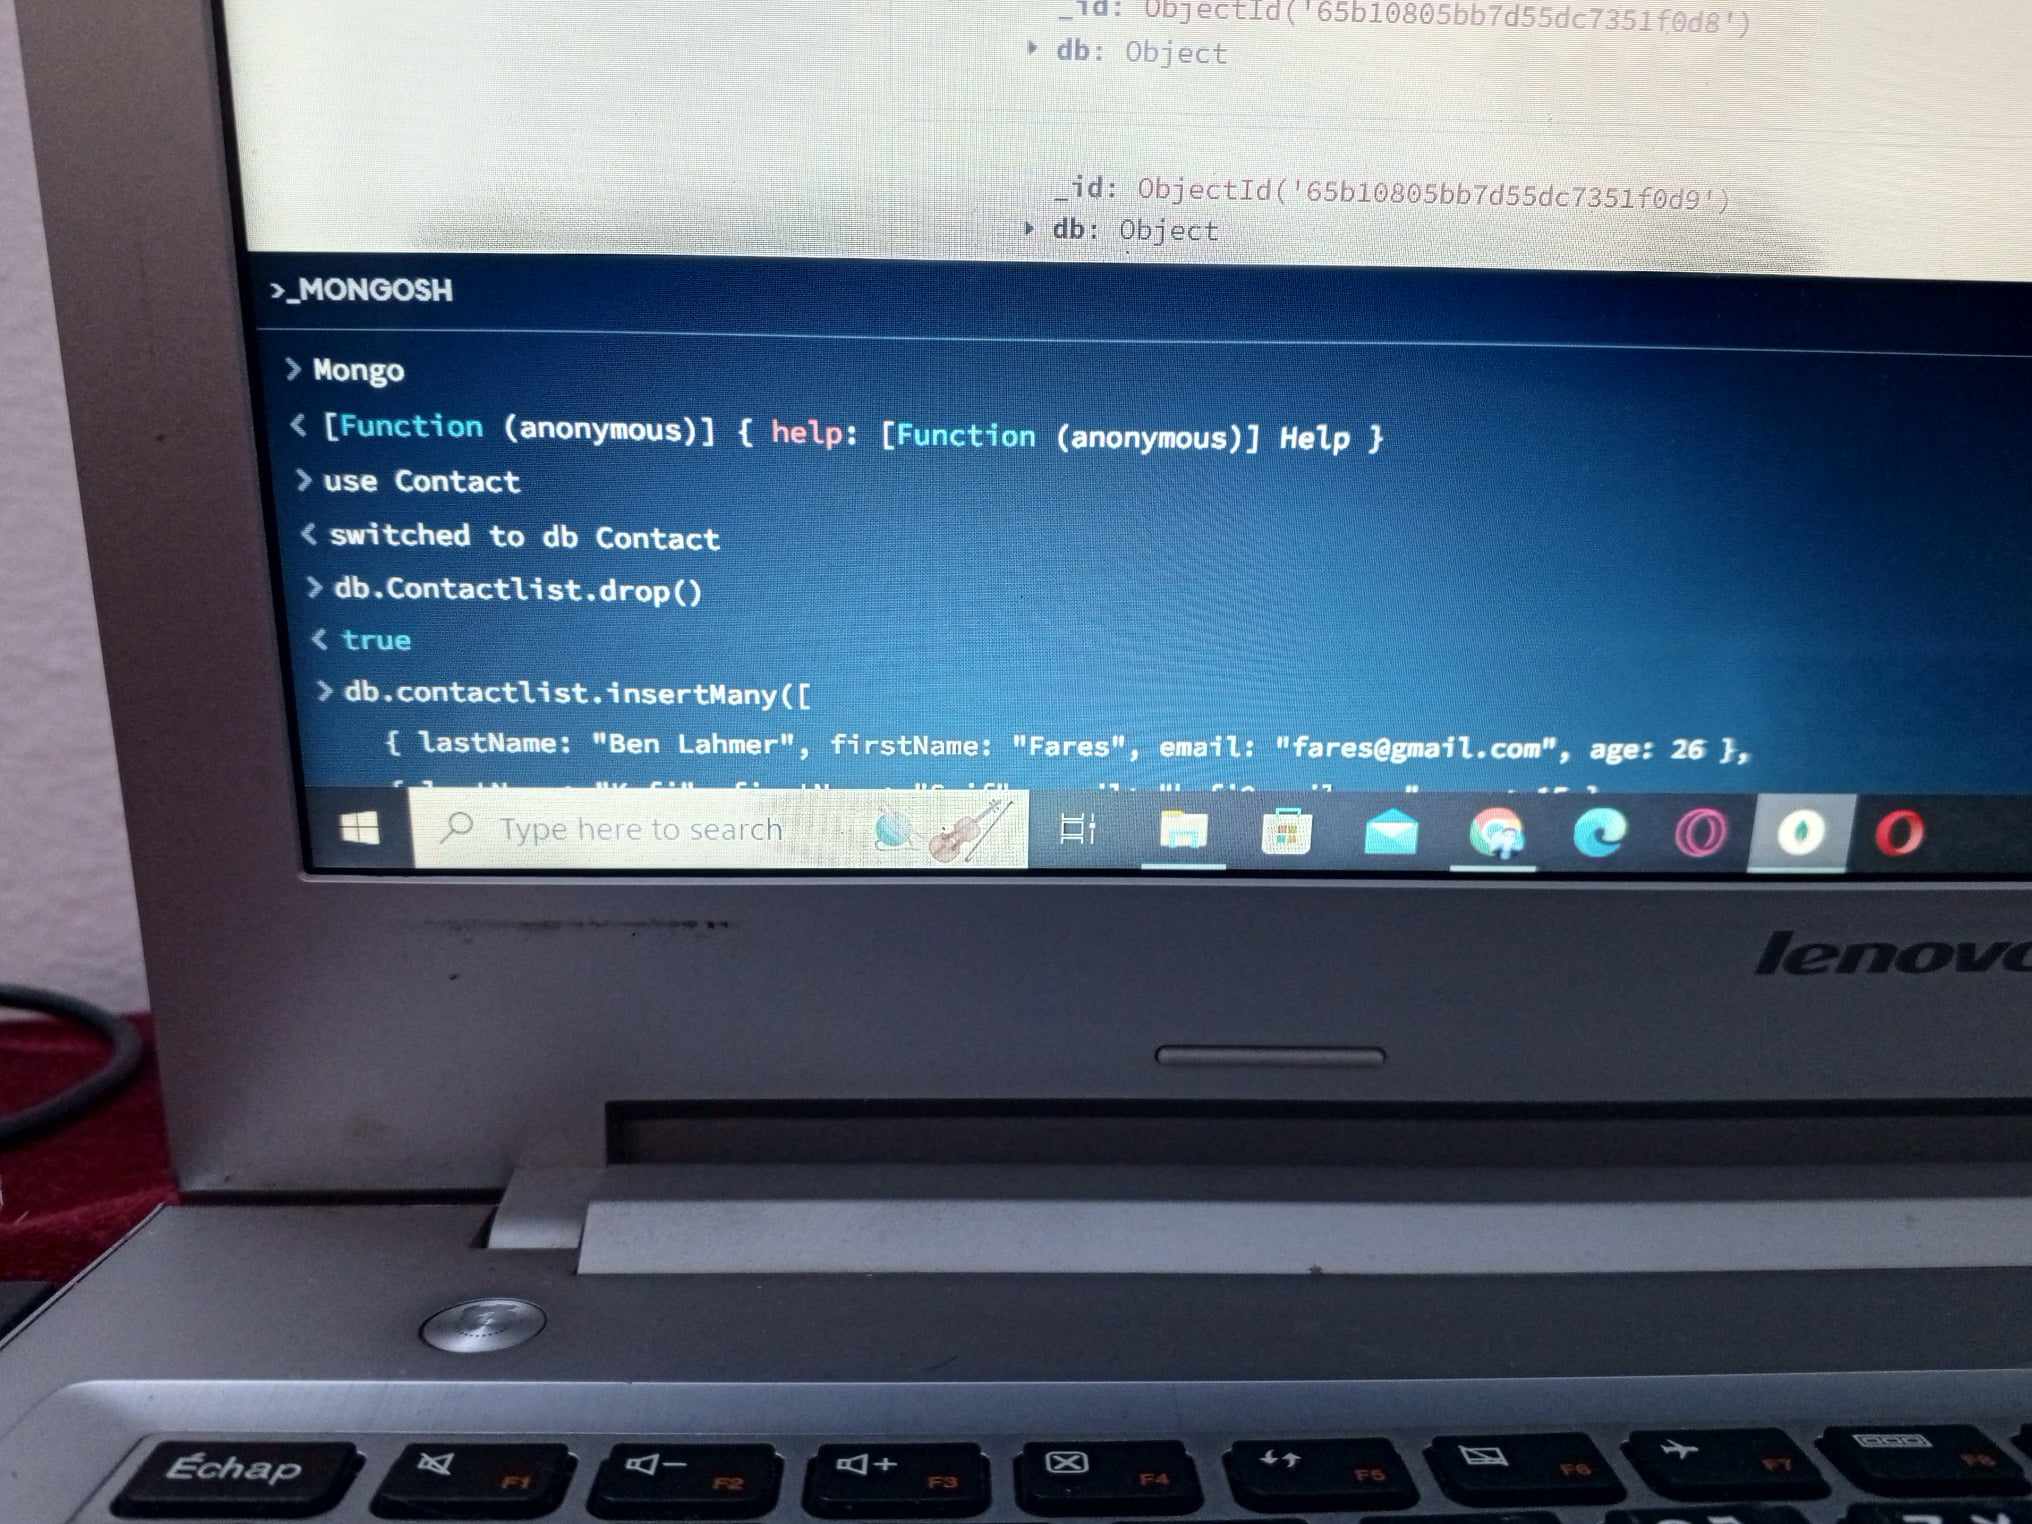 _id: ObjectId('65b10805bb7d55dc7351f0d8')
db: Object
_id: ObjectId('65b10805bb7d55dc7351f0d9')
db: Object
>_MONGOSH
> Mongo
< [Function (anonymous)] { help: [Function (anonymous)] Help }
> use Contact
< switched to db Contact
> db.Contactlist.drop()
< true
> db.contactlist.insertMany([
{ lastName: "Ben Lahmer", firstName: "Fares", email: "fares@gmail.com", age: 26 },
Type here to search
lenovo
Échap
F1
F2
F3
F4
F5
F6
F7
F8